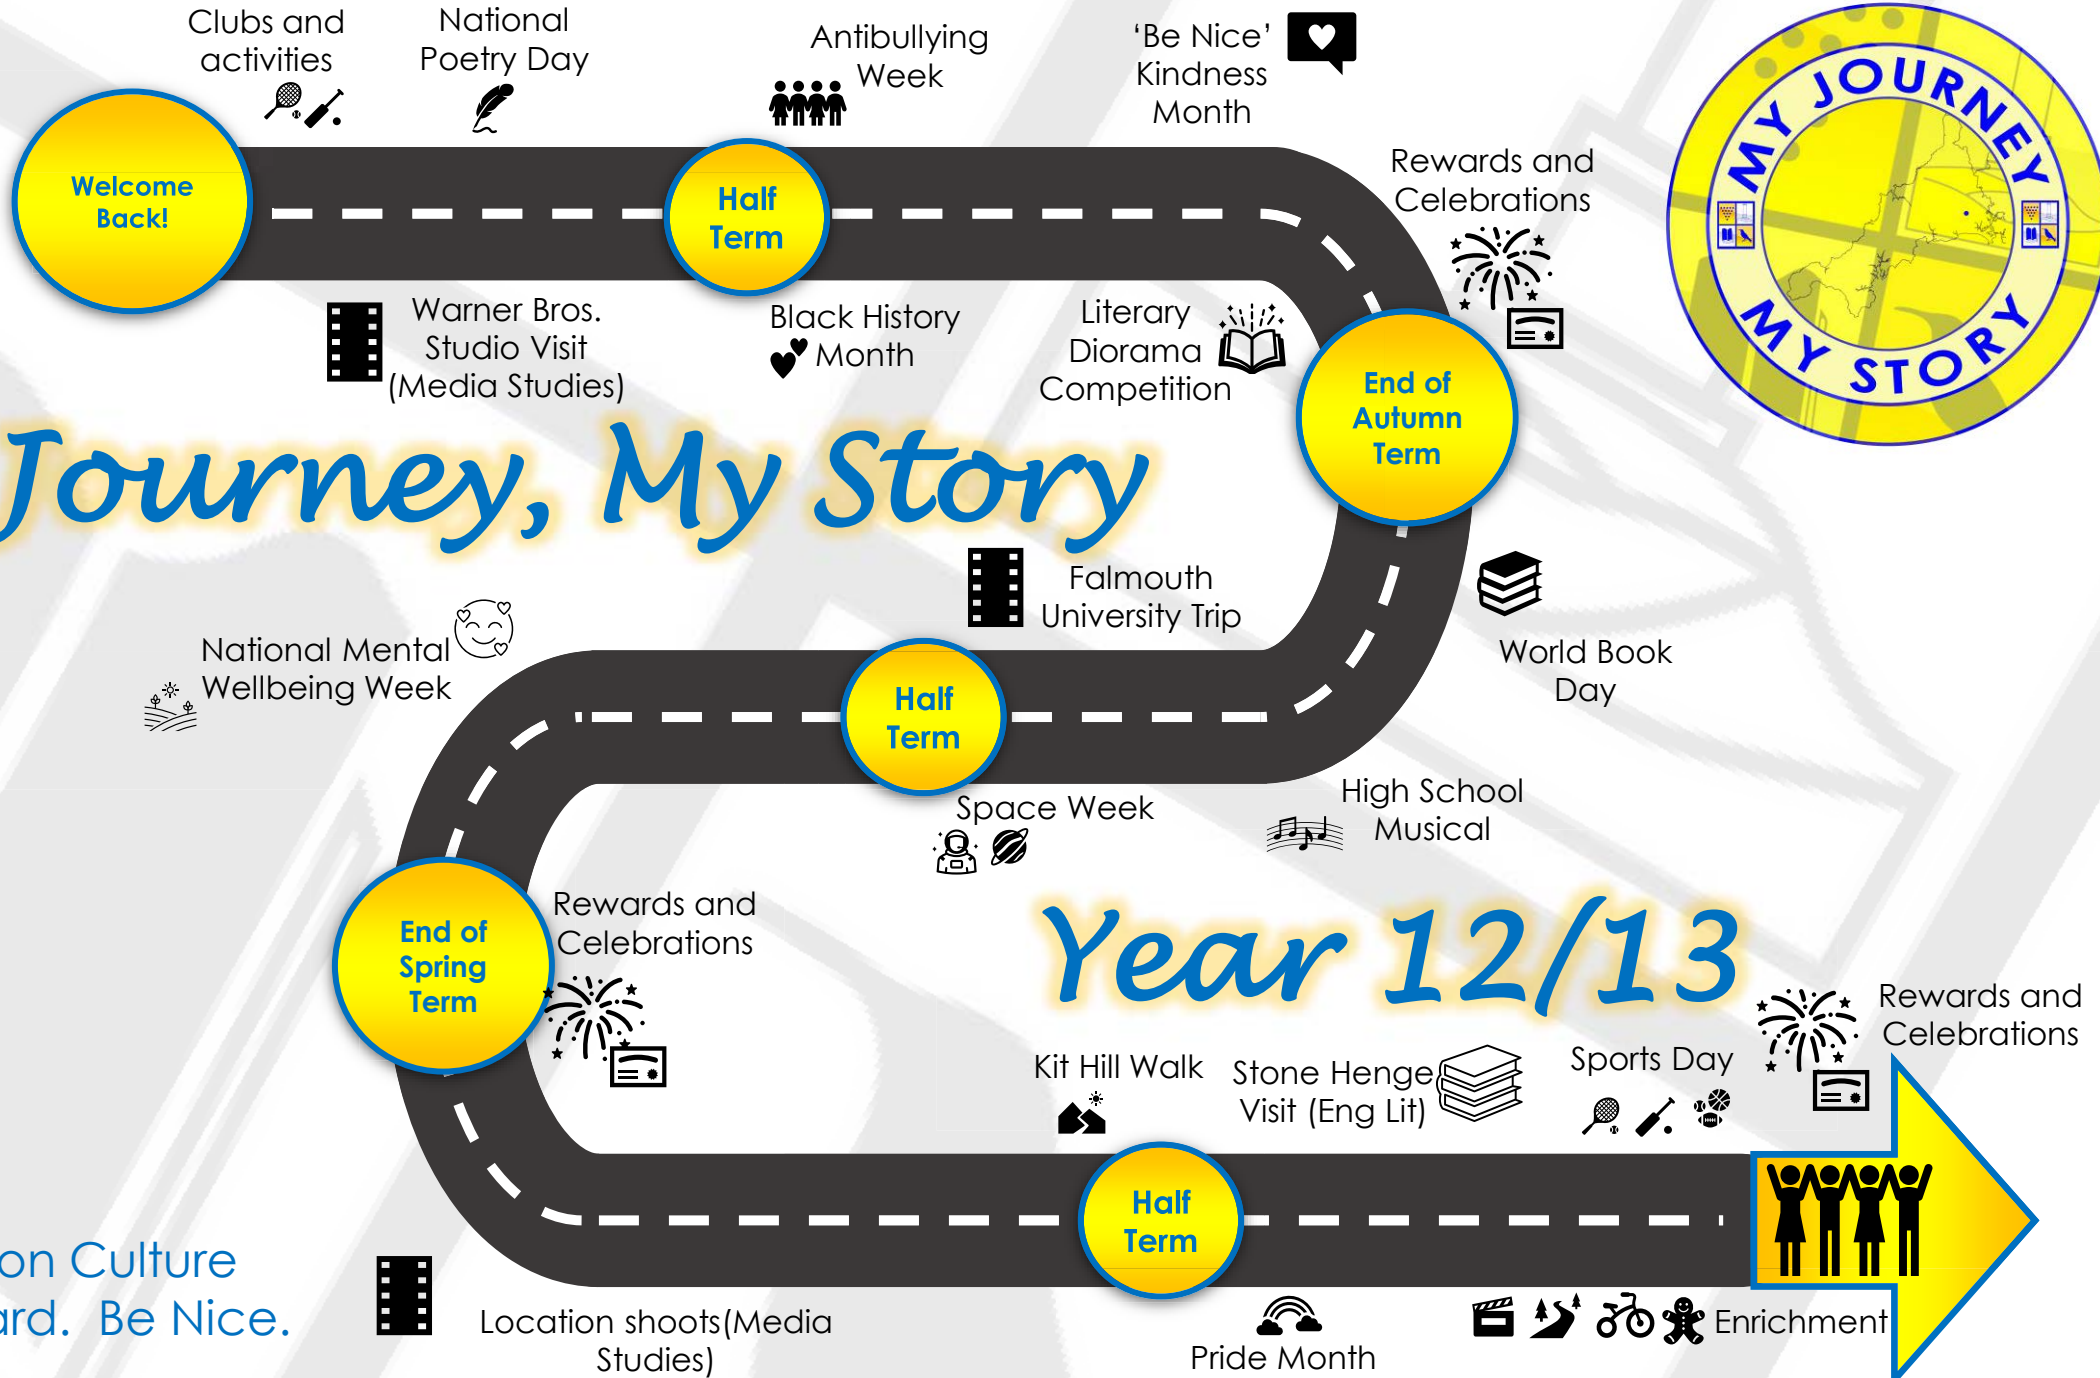 Clubs and
activities
National
Poetry Day
Antibullying
Week
'Be Nice'
Kindness
Month
Welcome
Back!
Half
Term
Rewards and
Celebrations
MY JOURNEY
MY STORY
Warner Bros.
Studio Visit
(Media Studies)
Black History
Month
Literary
Diorama
Competition
End of
Autumn
Term
Journey, My Story
Falmouth
University Trip
World Book
Day
National Mental
Wellbeing Week
Half
Term
Space Week
High School
Musical
End of
Spring
Term
Rewards and
Celebrations
Year 12/13
Kit Hill Walk
Stone Henge
Visit (Eng Lit)
Sports Day
Rewards and
Celebrations
Half
Term
on Culture
ard.  Be Nice.
Location shoots(Media
Studies)
Pride Month
Enrichment